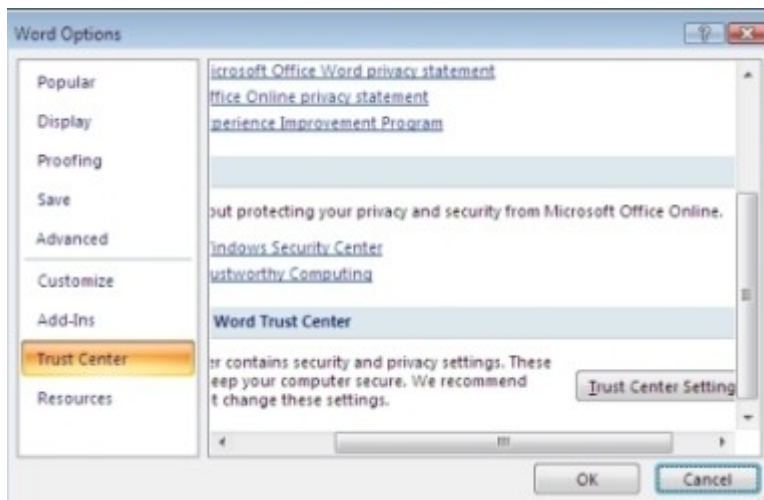 Word Options
Popular
Display
Proofing
Save
Advanced
Customize
Add-Ins
Trust Center
Resources
icrosoft Office Word privacy statement
ffice Online privacy statement
perience Improvement Program
out protecting your privacy and security from Microsoft Office Online.
indows Security Center
ustworthy Computing
Word Trust Center
er contains security and privacy settings. These
eep your computer secure. We recommend
t change these settings.
Trust Center Setting
OK
Cancel